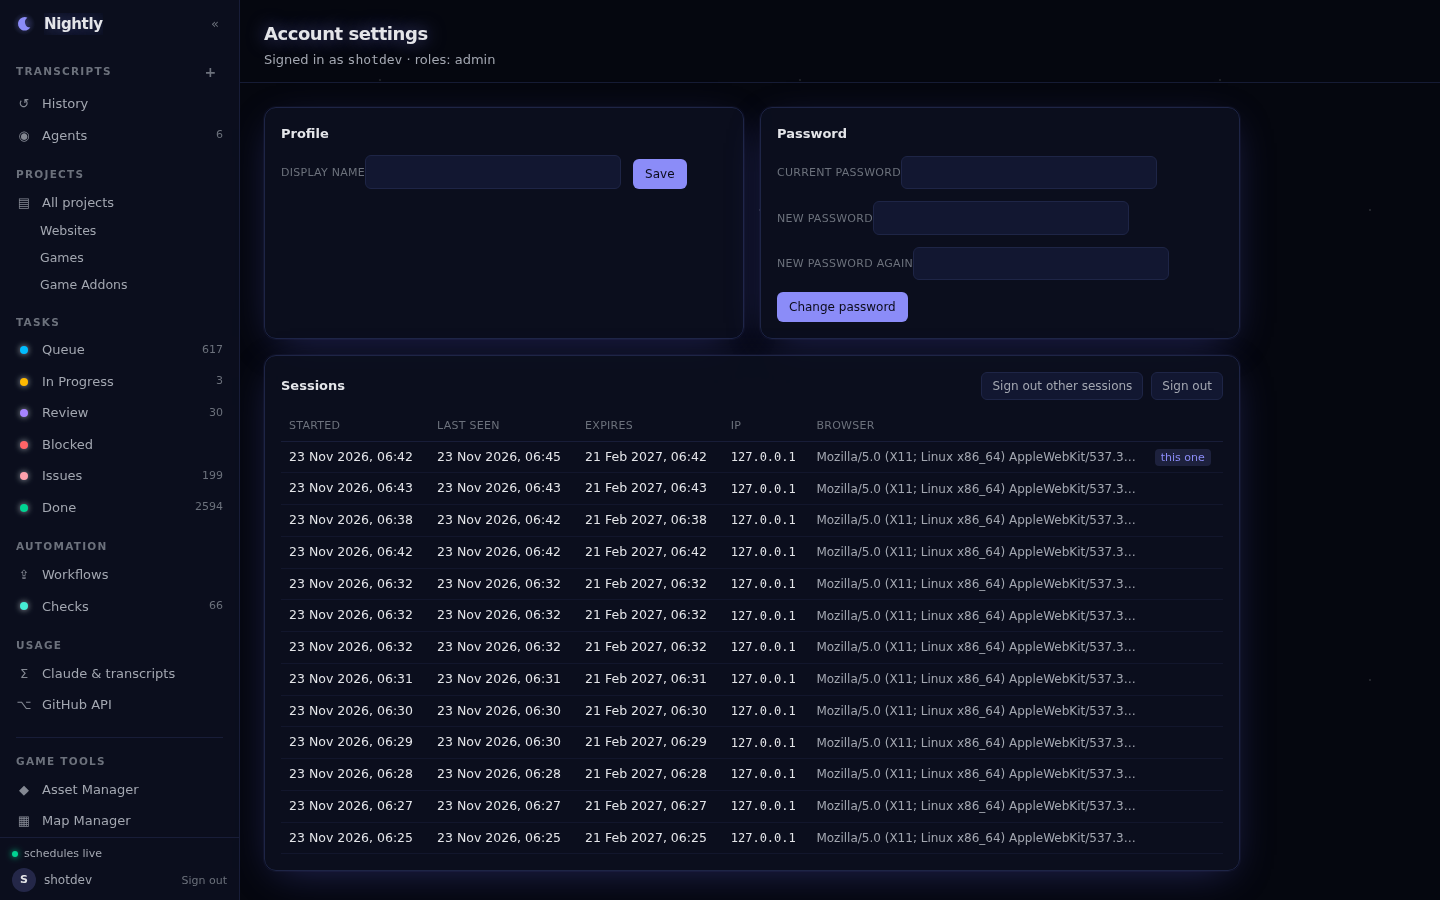 Nightly «
TRANSCRIPTS +
History
Agents 6
PROJECTS
All projects
Websites
Games
Game Addons
TASKS
Queue 617
In Progress 3
Review 30
Blocked
Issues 199
Done 2594
AUTOMATION
Workflows
Checks 66
USAGE
Σ Claude & transcripts
GitHub API
GAME TOOLS
Asset Manager
Map Manager
schedules live
S shotdev Sign out
Account settings
Signed in as shotdev · roles: admin
Profile
DISPLAY NAME Save
Password
CURRENT PASSWORD
NEW PASSWORD
NEW PASSWORD AGAIN
Change password
Sessions Sign out other sessions Sign out
STARTED LAST SEEN EXPIRES IP BROWSER
23 Nov 2026, 06:42 23 Nov 2026, 06:45 21 Feb 2027, 06:42 127.0.0.1 Mozilla/5.0 (X11; Linux x86_64) AppleWebKit/537.3… this one
23 Nov 2026, 06:43 23 Nov 2026, 06:43 21 Feb 2027, 06:43 127.0.0.1 Mozilla/5.0 (X11; Linux x86_64) AppleWebKit/537.3…
23 Nov 2026, 06:38 23 Nov 2026, 06:42 21 Feb 2027, 06:38 127.0.0.1 Mozilla/5.0 (X11; Linux x86_64) AppleWebKit/537.3…
23 Nov 2026, 06:42 23 Nov 2026, 06:42 21 Feb 2027, 06:42 127.0.0.1 Mozilla/5.0 (X11; Linux x86_64) AppleWebKit/537.3…
23 Nov 2026, 06:32 23 Nov 2026, 06:32 21 Feb 2027, 06:32 127.0.0.1 Mozilla/5.0 (X11; Linux x86_64) AppleWebKit/537.3…
23 Nov 2026, 06:32 23 Nov 2026, 06:32 21 Feb 2027, 06:32 127.0.0.1 Mozilla/5.0 (X11; Linux x86_64) AppleWebKit/537.3…
23 Nov 2026, 06:32 23 Nov 2026, 06:32 21 Feb 2027, 06:32 127.0.0.1 Mozilla/5.0 (X11; Linux x86_64) AppleWebKit/537.3…
23 Nov 2026, 06:31 23 Nov 2026, 06:31 21 Feb 2027, 06:31 127.0.0.1 Mozilla/5.0 (X11; Linux x86_64) AppleWebKit/537.3…
23 Nov 2026, 06:30 23 Nov 2026, 06:30 21 Feb 2027, 06:30 127.0.0.1 Mozilla/5.0 (X11; Linux x86_64) AppleWebKit/537.3…
23 Nov 2026, 06:29 23 Nov 2026, 06:30 21 Feb 2027, 06:29 127.0.0.1 Mozilla/5.0 (X11; Linux x86_64) AppleWebKit/537.3…
23 Nov 2026, 06:28 23 Nov 2026, 06:28 21 Feb 2027, 06:28 127.0.0.1 Mozilla/5.0 (X11; Linux x86_64) AppleWebKit/537.3…
23 Nov 2026, 06:27 23 Nov 2026, 06:27 21 Feb 2027, 06:27 127.0.0.1 Mozilla/5.0 (X11; Linux x86_64) AppleWebKit/537.3…
23 Nov 2026, 06:25 23 Nov 2026, 06:25 21 Feb 2027, 06:25 127.0.0.1 Mozilla/5.0 (X11; Linux x86_64) AppleWebKit/537.3…